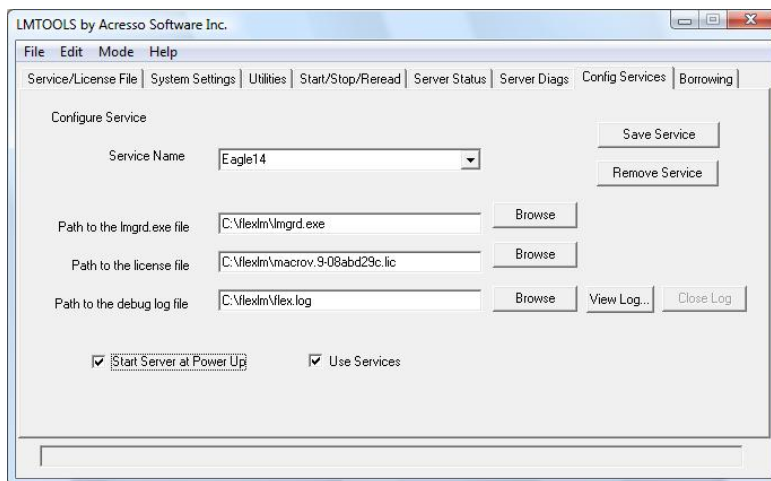 LMTOOLS by Acresso Software Inc.
File Edit Mode Help
Service/License File System Settings Utilities Start/Stop/Reread Server Status Server Diags Config Services Borrowing
Configure Service
Save Service
Service Name Eagle14
Remove Service
Path to the lmgrd.exe file C:\flexlm\lmgrd.exe Browse
Path to the license file C:\flexlm\macrov.9-08abd29c.lic Browse
Path to the debug log file C:\flexlm\flex.log Browse View Log... Close Log
Start Server at Power Up Use Services